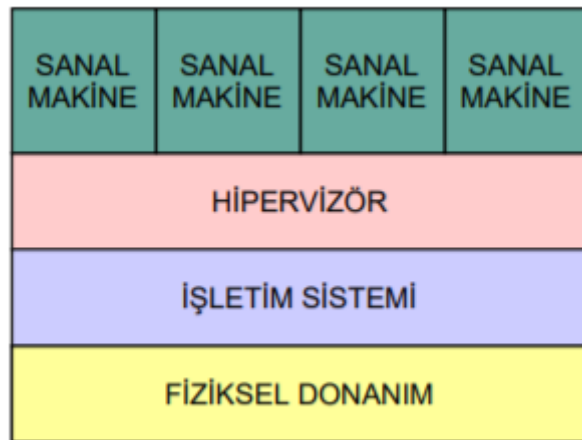 SANAL
MAKİNE
SANAL
MAKİNE
SANAL
MAKİNE
SANAL
MAKİNE
HİPERVİZÖR
İŞLETİM SİSTEMİ
FİZİKSEL DONANIM